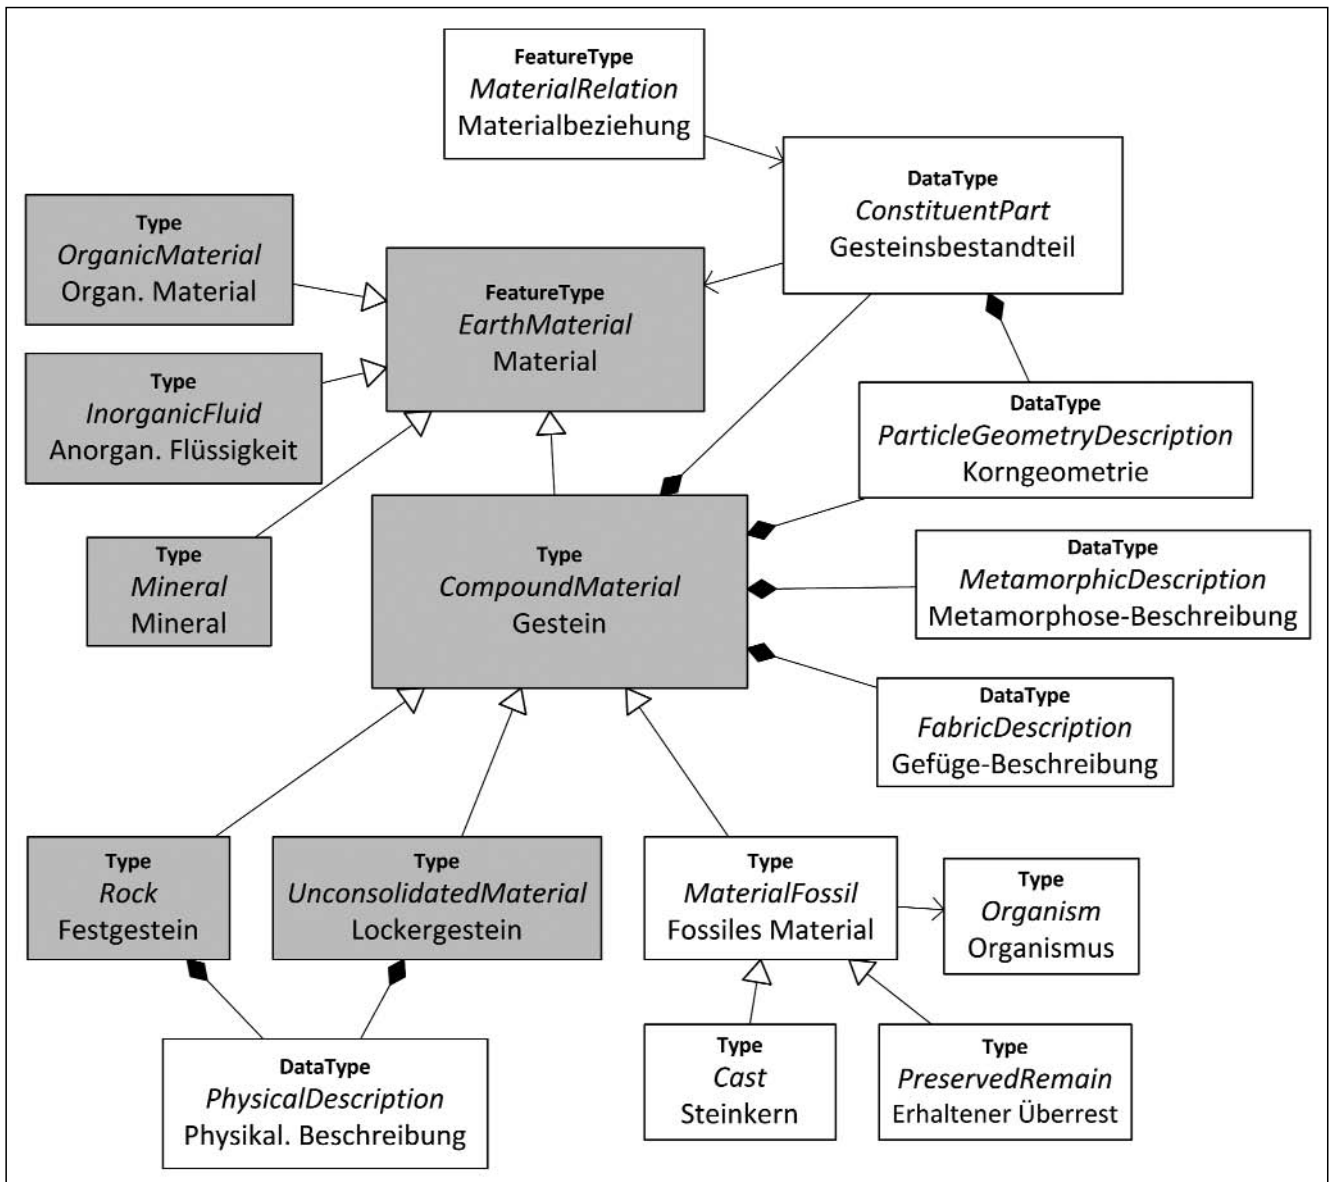 FeatureType
MaterialRelation
Materialbeziehung
DataType
ConstituentPart
Gesteinsbestandteil
Type
OrganicMaterial
Organ. Material
FeatureType
EarthMaterial
Material
Type
InorganicFluid
Anorgan. Flüssigkeit
DataType
ParticleGeometryDescription
Korngeometrie
Type
Mineral
Mineral
Type
CompoundMaterial
Gestein
DataType
MetamorphicDescription
Metamorphose-Beschreibung
DataType
FabricDescription
Gefüge-Beschreibung
Type
Rock
Festgestein
Type
UnconsolidatedMaterial
Lockergestein
Type
MaterialFossil
Fossiles Material
Type
Organism
Organismus
DataType
PhysicalDescription
Physikal. Beschreibung
Type
Cast
Steinkern
Type
PreservedRemain
Erhaltener Überrest